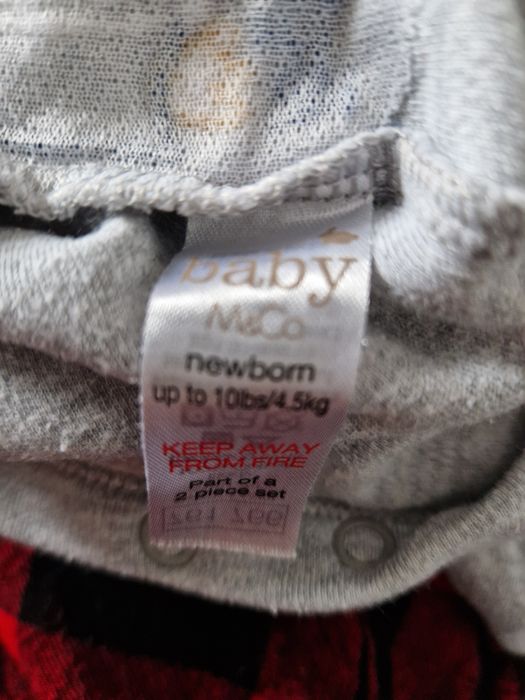 baby
M&Co
newborn
up to 10lbs/4.5kg
KEEP AWAY
FROM FIRE
Part of a
2 piece set